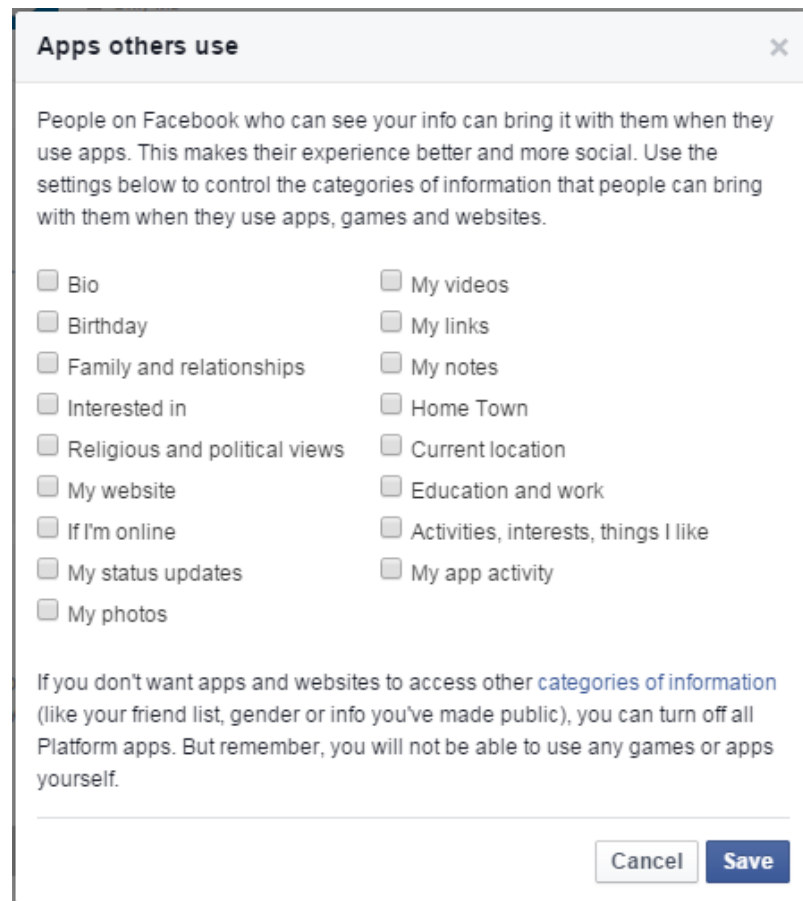 Apps others use
People on Facebook who can see your info can bring it with them when they
use apps. This makes their experience better and more social. Use the
settings below to control the categories of information that people can bring
with them when they use apps, games and websites.
Bio
Birthday
Family and relationships
Interested in
Religious and political views
My website
If I'm online
My status updates
My photos
My videos
My links
My notes
Home Town
Current location
Education and work
Activities, interests, things I like
My app activity
If you don't want apps and websites to access other categories of information
(like your friend list, gender or info you've made public), you can turn off all
Platform apps. But remember, you will not be able to use any games or apps
yourself.
Cancel
Save